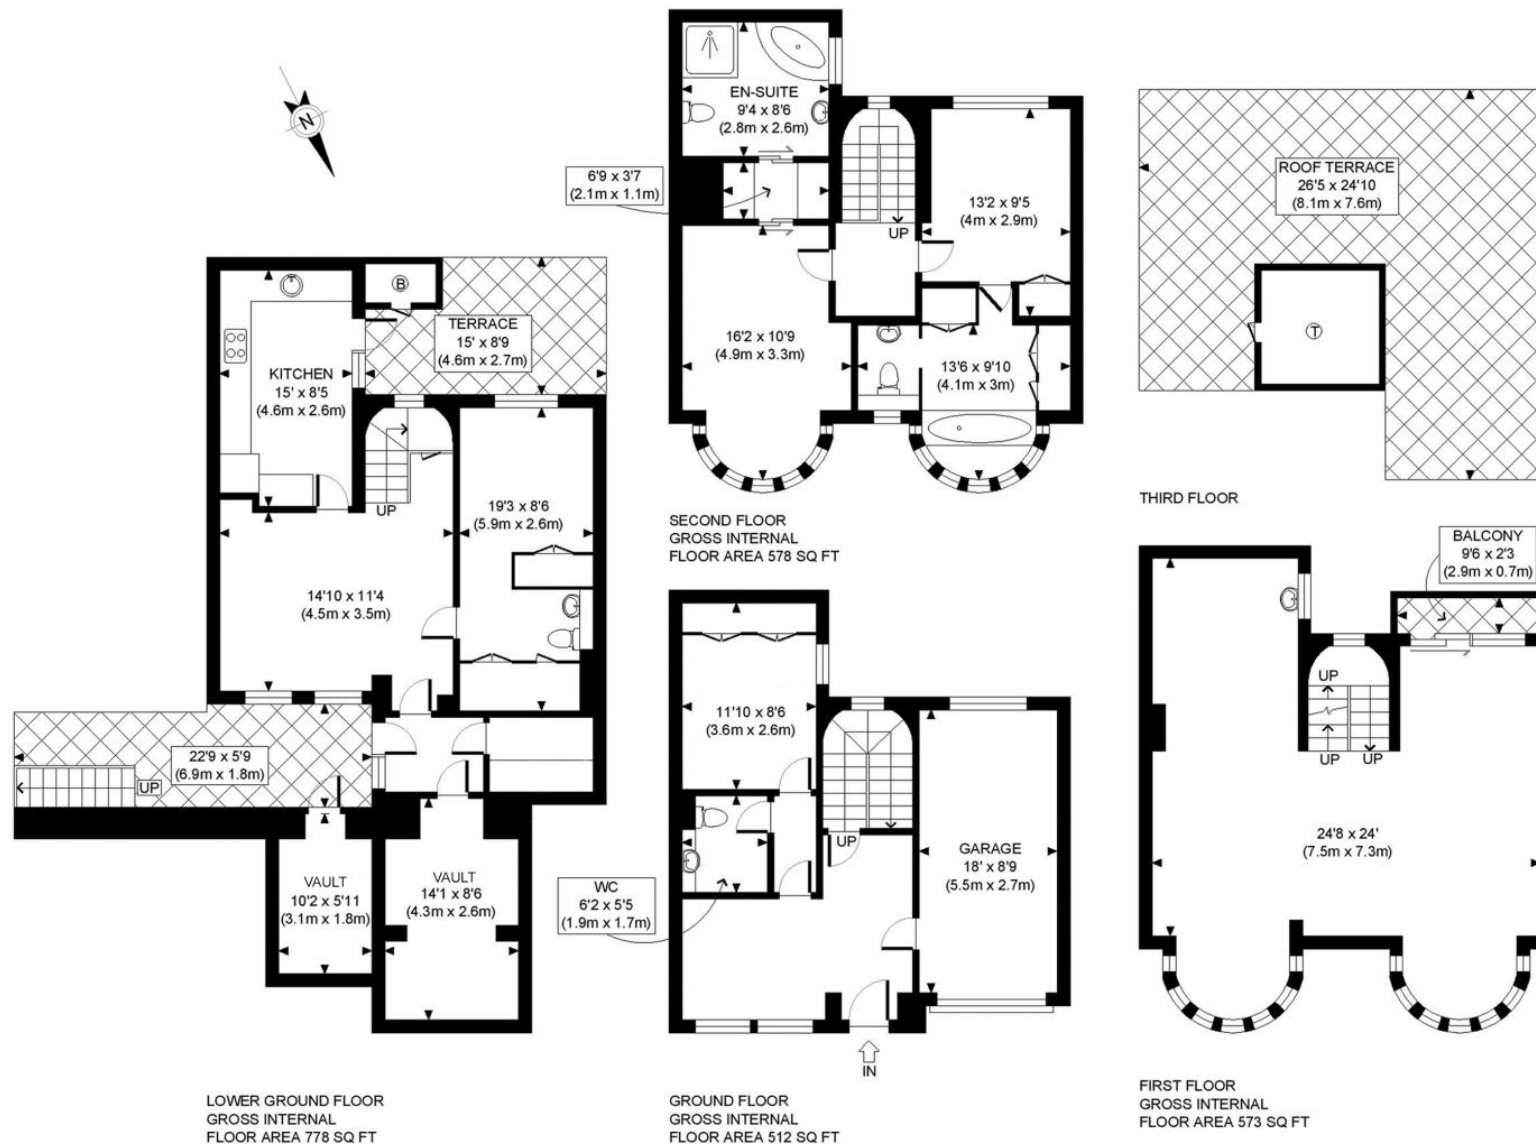 N
EN-SUITE
9'4 x 8'6
(2.8m x 2.6m)
6'9 x 3'7
(2.1m x 1.1m)
13'2 x 9'5
(4m x 2.9m)
UP
16'2 x 10'9
(4.9m x 3.3m)
13'6 x 9'10
(4.1m x 3m)
SECOND FLOOR
GROSS INTERNAL
FLOOR AREA 578 SQ FT
ROOF TERRACE
26'5 x 24'10
(8.1m x 7.6m)
T
THIRD FLOOR
B
TERRACE
15' x 8'9
(4.6m x 2.7m)
KITCHEN
15' x 8'5
(4.6m x 2.6m)
UP
19'3 x 8'6
(5.9m x 2.6m)
14'10 x 11'4
(4.5m x 3.5m)
22'9 x 5'9
(6.9m x 1.8m)
UP
VAULT
10'2 x 5'11
(3.1m x 1.8m)
VAULT
14'1 x 8'6
(4.3m x 2.6m)
LOWER GROUND FLOOR
GROSS INTERNAL
FLOOR AREA 778 SQ FT
11'10 x 8'6
(3.6m x 2.6m)
UP
WC
6'2 x 5'5
(1.9m x 1.7m)
GARAGE
18' x 8'9
(5.5m x 2.7m)
IN
GROUND FLOOR
GROSS INTERNAL
FLOOR AREA 512 SQ FT
BALCONY
9'6 x 2'3
(2.9m x 0.7m)
UP
UP
UP
24'8 x 24'
(7.5m x 7.3m)
FIRST FLOOR
GROSS INTERNAL
FLOOR AREA 573 SQ FT